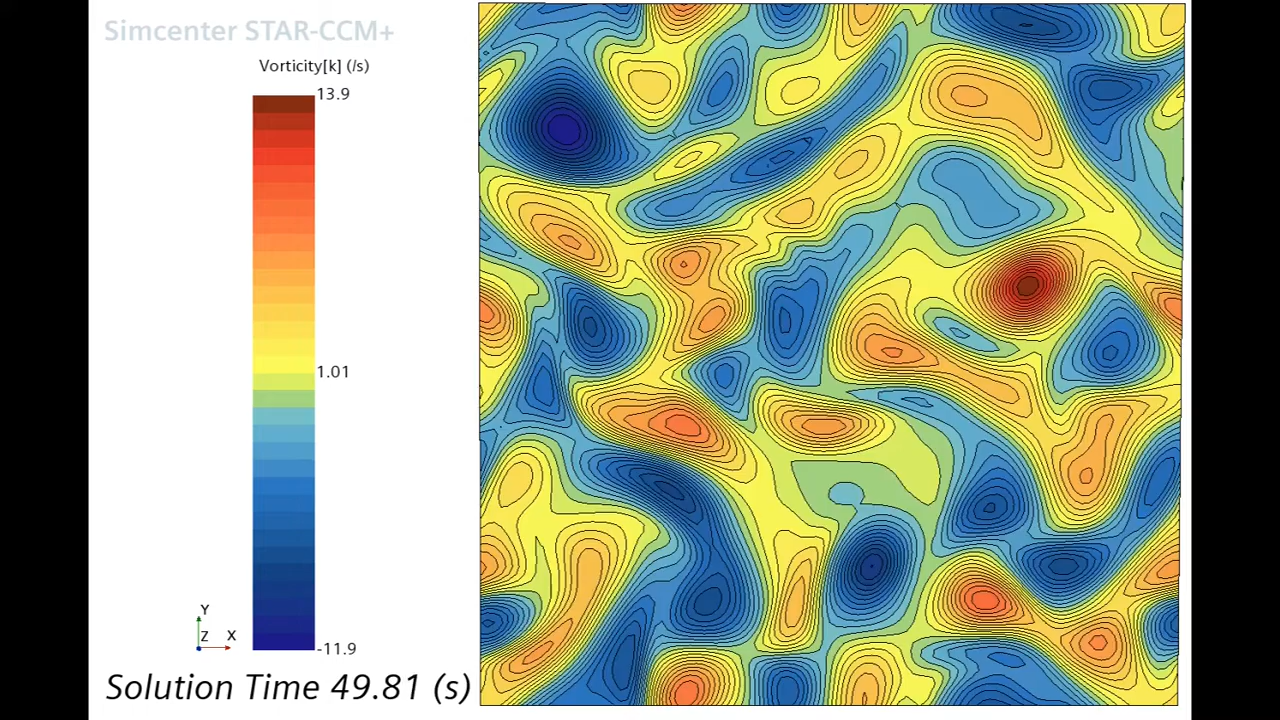 Simcenter STAR-CCM+
Vorticity[k] (/s)
13.9
1.01
-11.9
Y
Z X
Solution Time 49.81 (s)